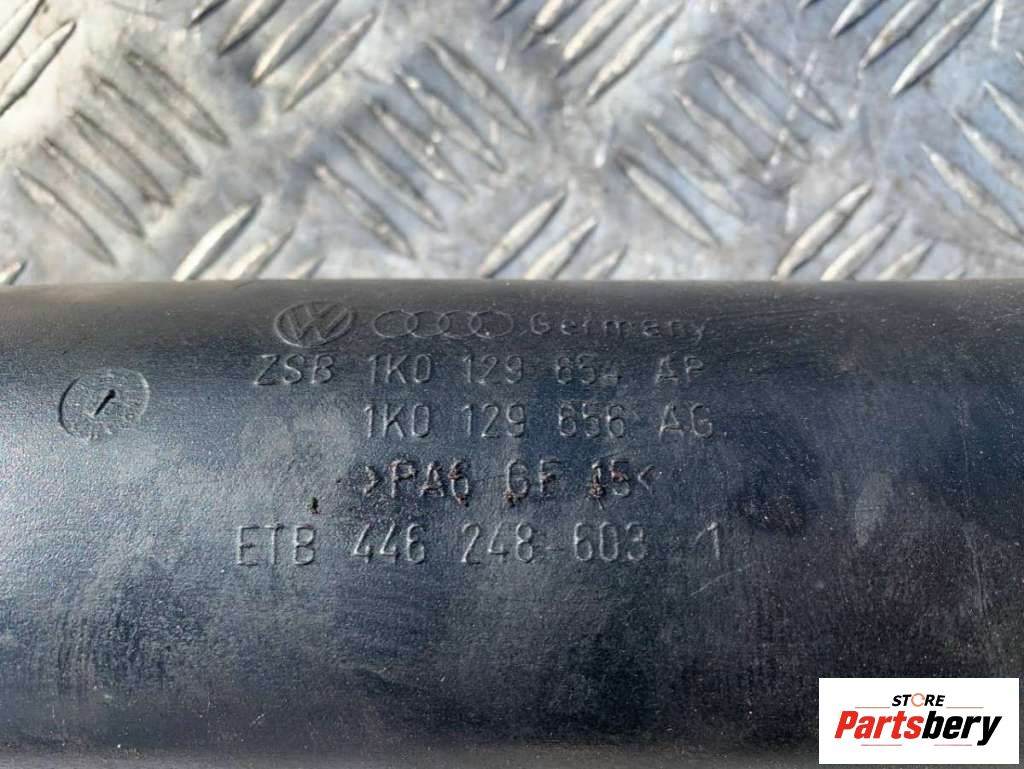 Germany
ZSB 1K0 129 654 AP
1K0 129 656 AG
>PA6 GF 15<
ETB 446 248 603 1
STORE
Partsbery